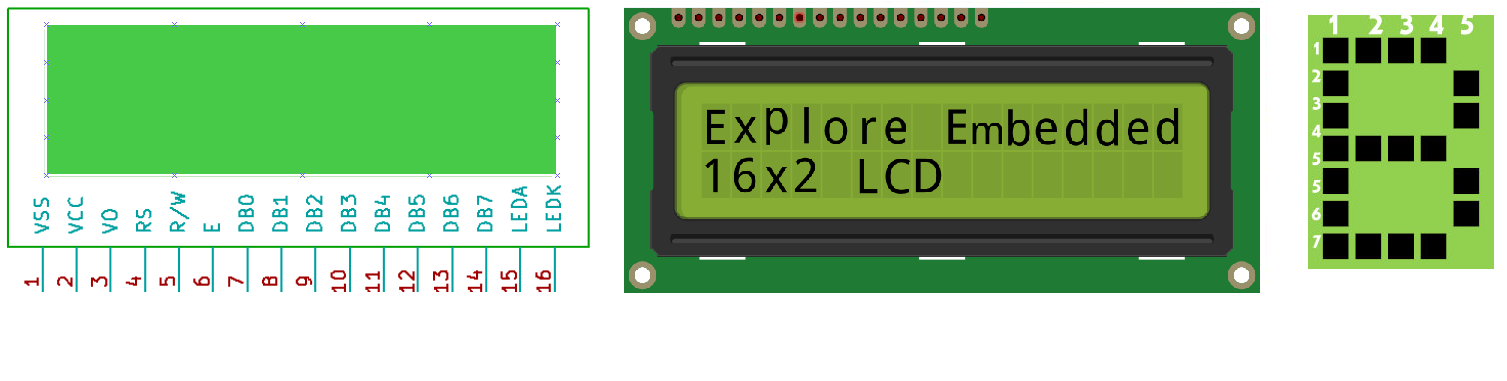 VSS VCC VO RS R/W E DB0 DB1 DB2 DB3 DB4 DB5 DB6 DB7 LEDA LEDK
1 2 3 4 5 6 7 8 9 10 11 12 13 14 15 16
Explore Embedded
16x2 LCD
1 2 3 4 5
1
2
3
4
5
5
6
7